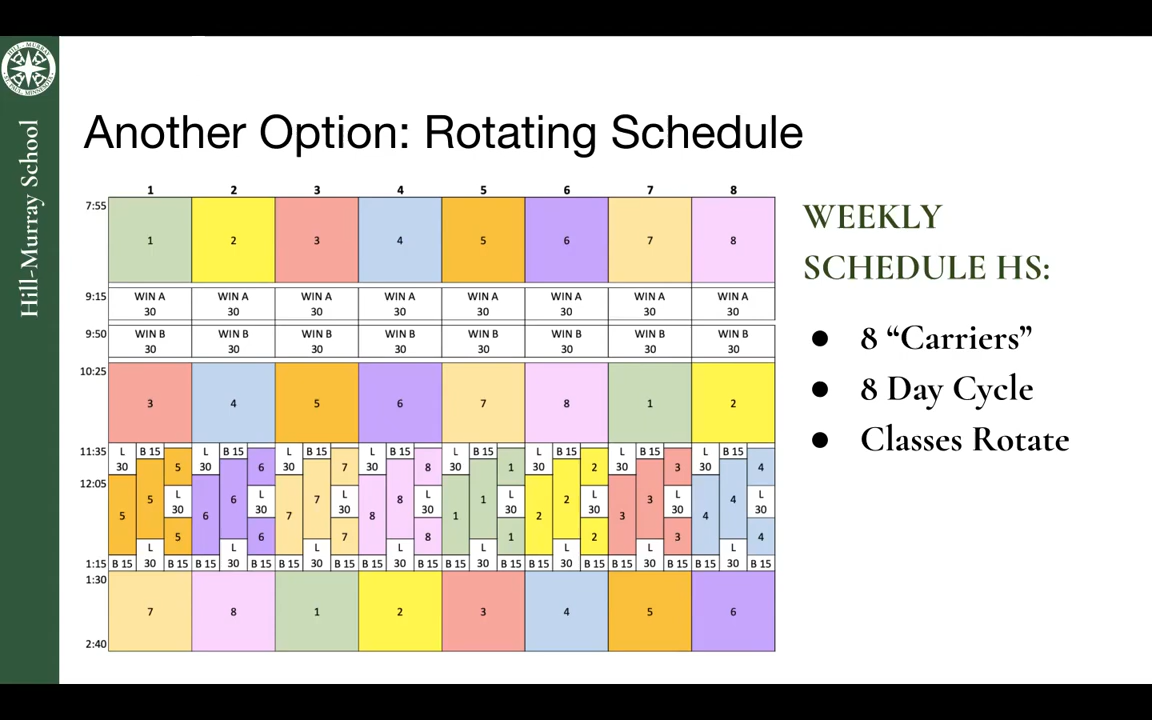 HILL-MURRAY
ST. PAUL, MINNESOTA
Hill-Murray School
Another Option: Rotating Schedule
1 2 3 4 5 6 7 8
7:55
1 2 3 4 5 6 7 8
9:15 WIN A WIN A WIN A WIN A WIN A WIN A WIN A WIN A
30 30 30 30 30 30 30 30
9:50 WIN B WIN B WIN B WIN B WIN B WIN B WIN B WIN B
30 30 30 30 30 30 30 30
10:25
3 4 5 6 7 8 1 2
11:35 L B 15 L B 15 L B 15 L B 15 L B 15 L B 15 L B 15 L B 15
30 5 30 6 30 7 30 8 30 1 30 2 30 3 30 4
12:05
L L L L L L L L
5 6 7 8 1 2 3 4
30 30 30 30 30 30 30 30
5 6 7 8 1 2 3 4
5 6 7 8 1 2 3 4
L L L L L L L L
1:15 B 15 30 B 15 B 15 30 B 15 B 15 30 B 15 B 15 30 B 15 B 15 30 B 15 B 15 30 B 15 B 15 30 B 15 B 15 30 B 15
1:30
7 8 1 2 3 4 5 6
2:40
WEEKLY
SCHEDULE HS:
● 8 “Carriers”
● 8 Day Cycle
● Classes Rotate